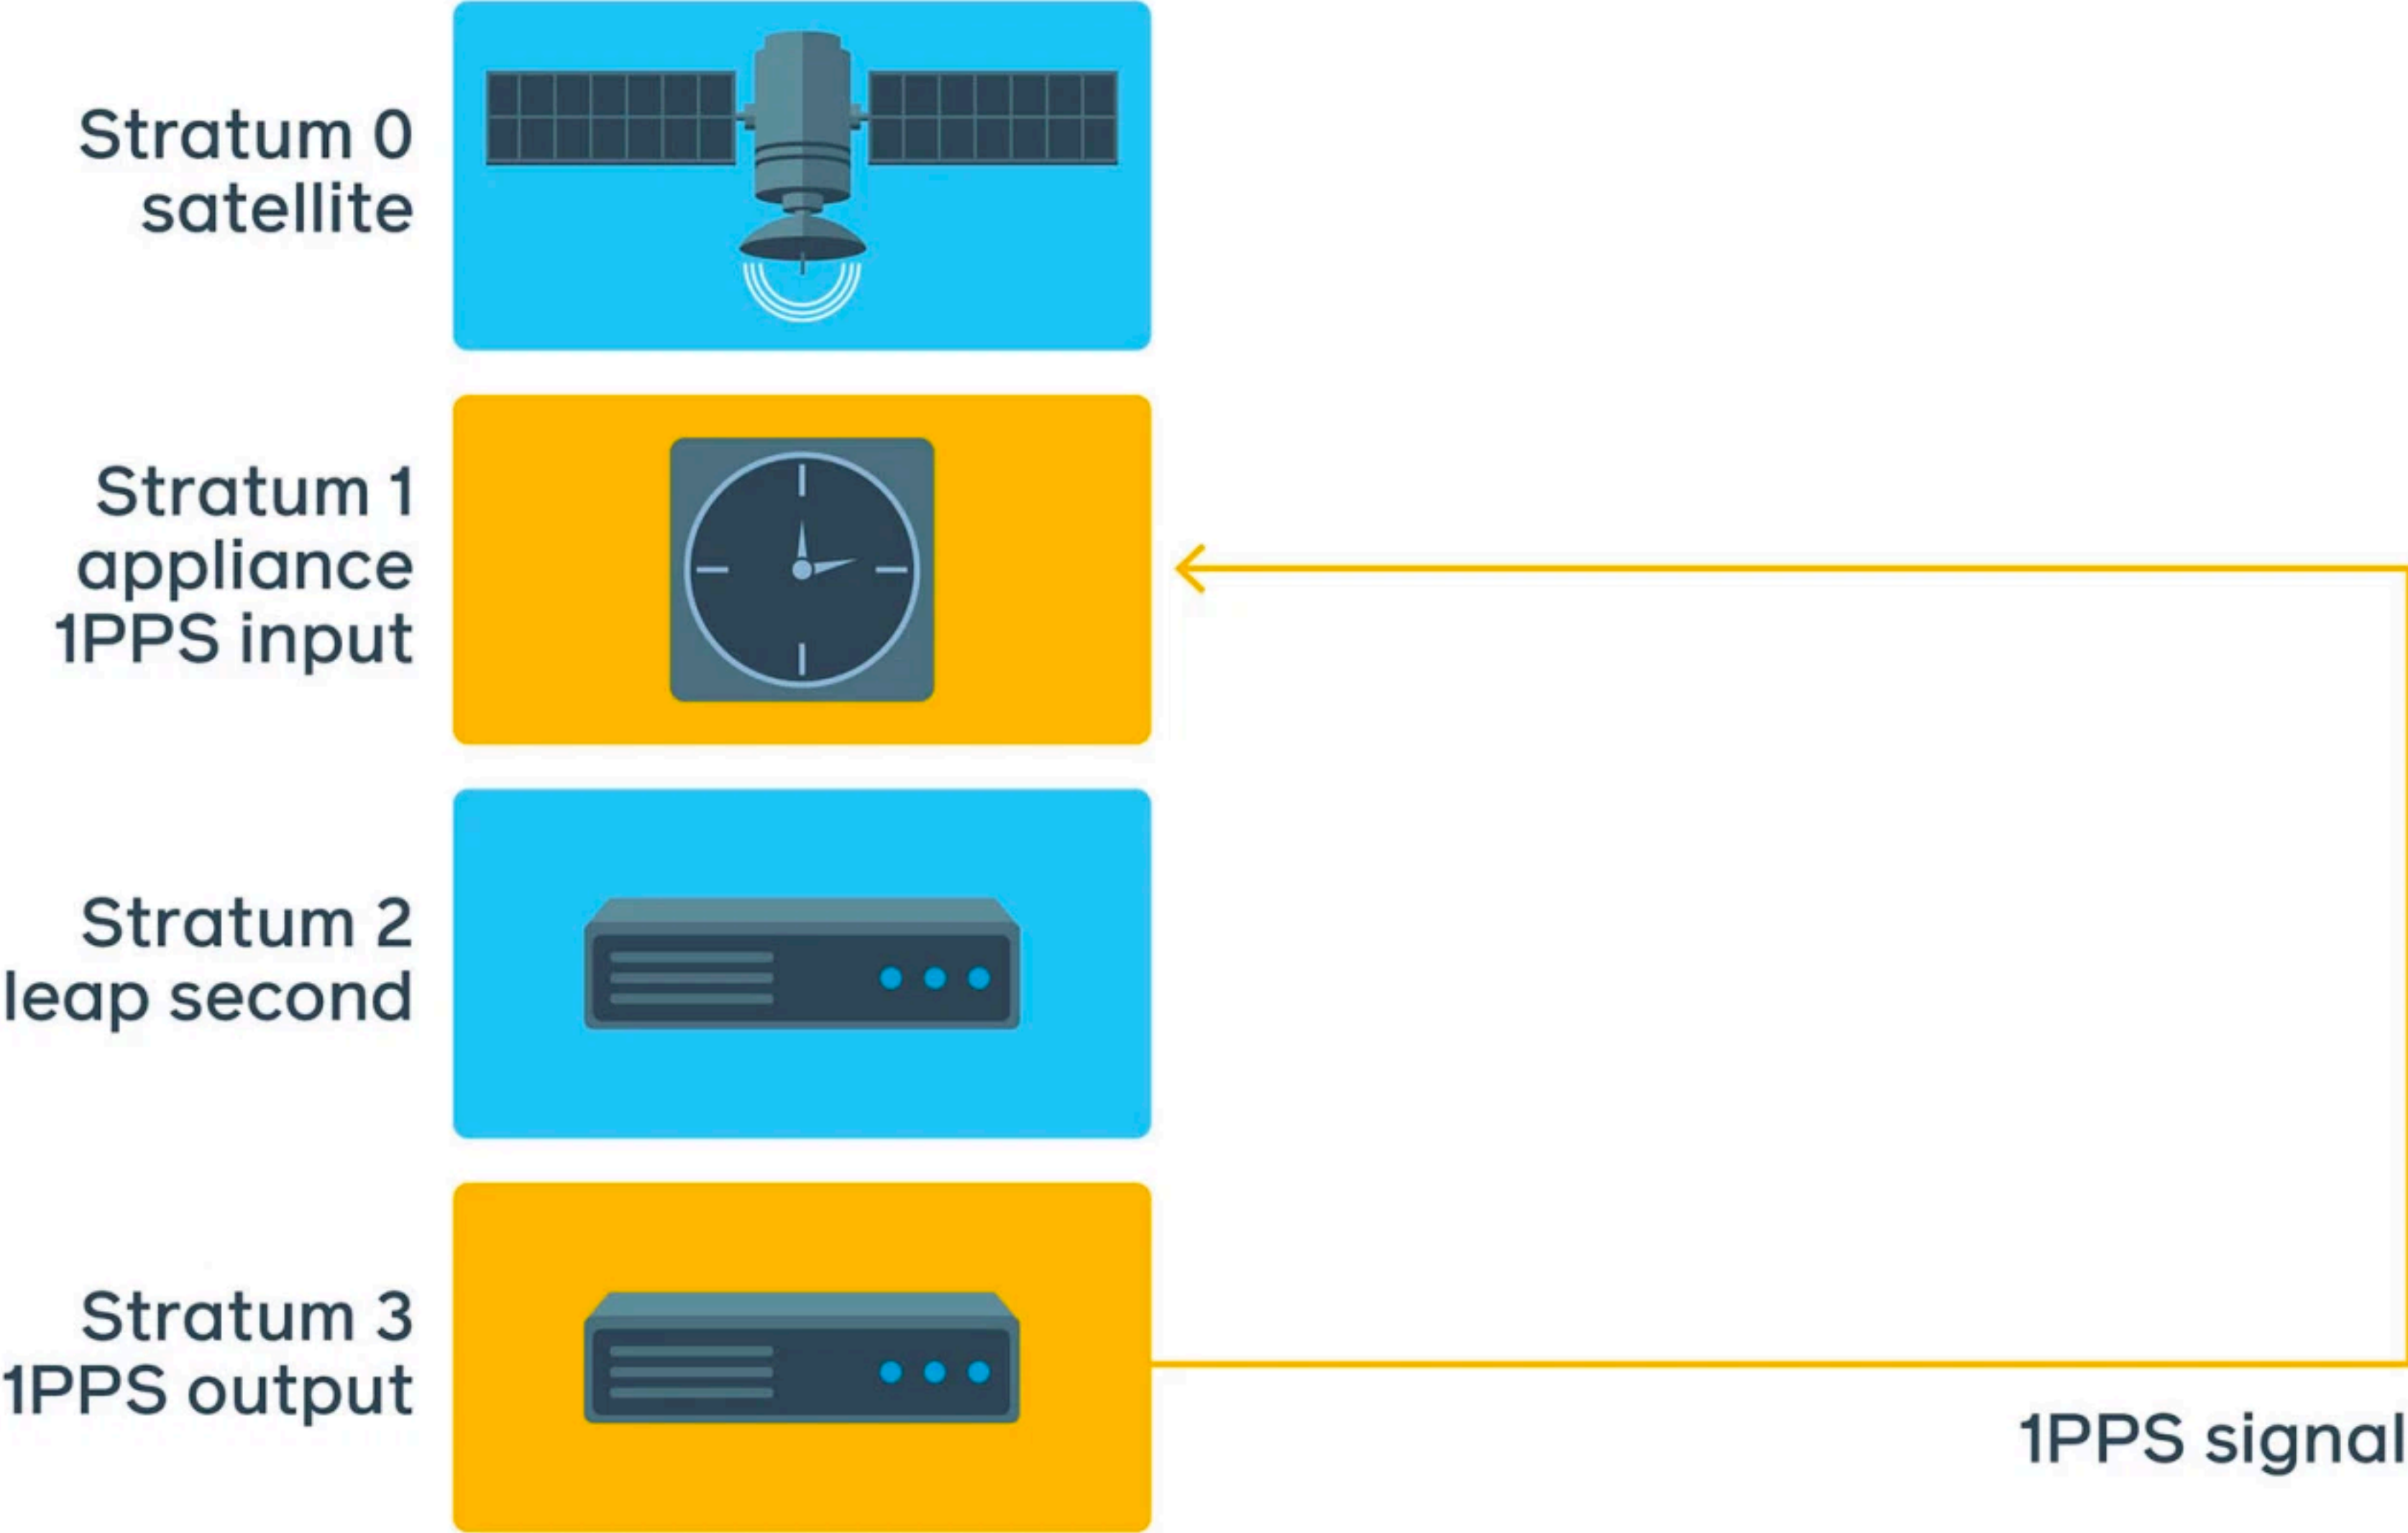 Stratum 0
satellite
Stratum 1
appliance
1PPS input
Stratum 2
leap second
Stratum 3
1PPS output
1PPS signal